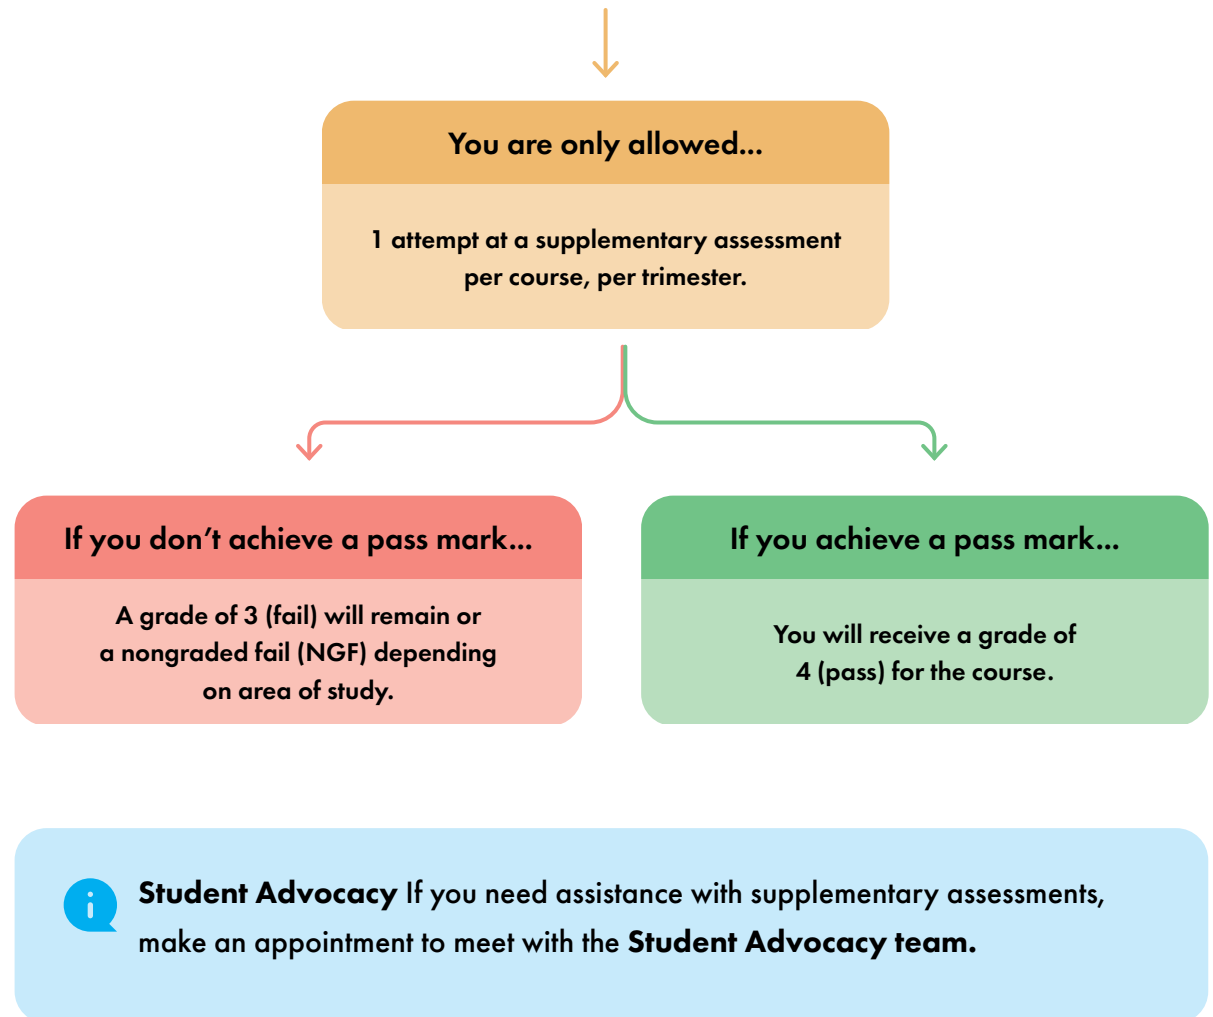 You are only allowed...
1 attempt at a supplementary assessment
per course, per trimester.
If you don't achieve a pass mark...
A grade of 3 (fail) will remain or
a nongraded fail (NGF) depending
on area of study.
If you achieve a pass mark...
You will receive a grade of
4 (pass) for the course.
Student Advocacy If you need assistance with supplementary assessments,
make an appointment to meet with the Student Advocacy team.